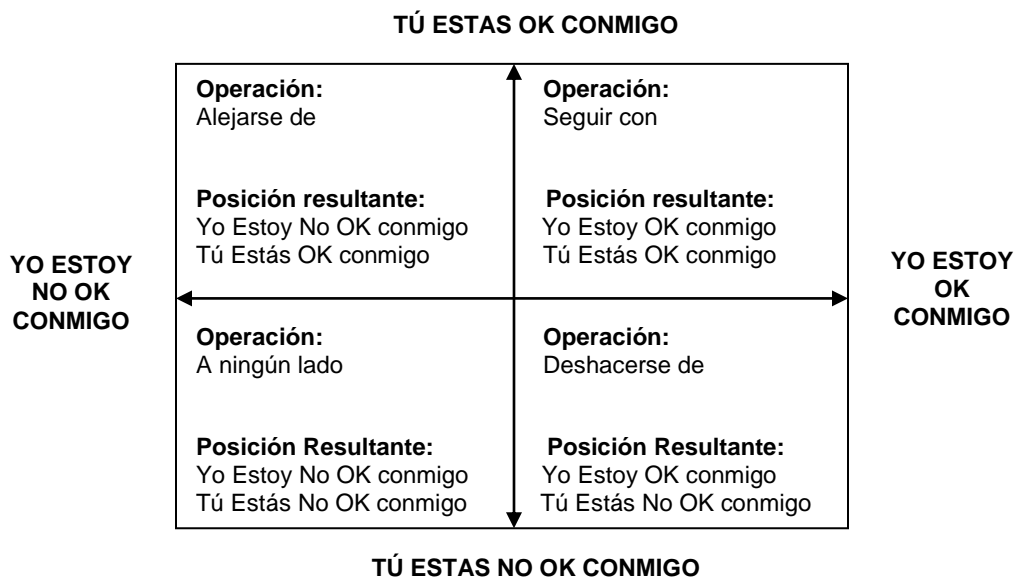 TÚ ESTAS OK CONMIGO
Operación:
Alejarse de
Posición resultante:
Yo Estoy No OK conmigo
Tú Estás OK conmigo
Operación:
Seguir con
Posición resultante:
Yo Estoy OK conmigo
Tú Estás OK conmigo
YO ESTOY
NO OK
CONMIGO
YO ESTOY
OK
CONMIGO
Operación:
A ningún lado
Posición Resultante:
Yo Estoy No OK conmigo
Tú Estás No OK conmigo
Operación:
Deshacerse de
Posición Resultante:
Yo Estoy OK conmigo
Tú Estás No OK conmigo
TÚ ESTAS NO OK CONMIGO